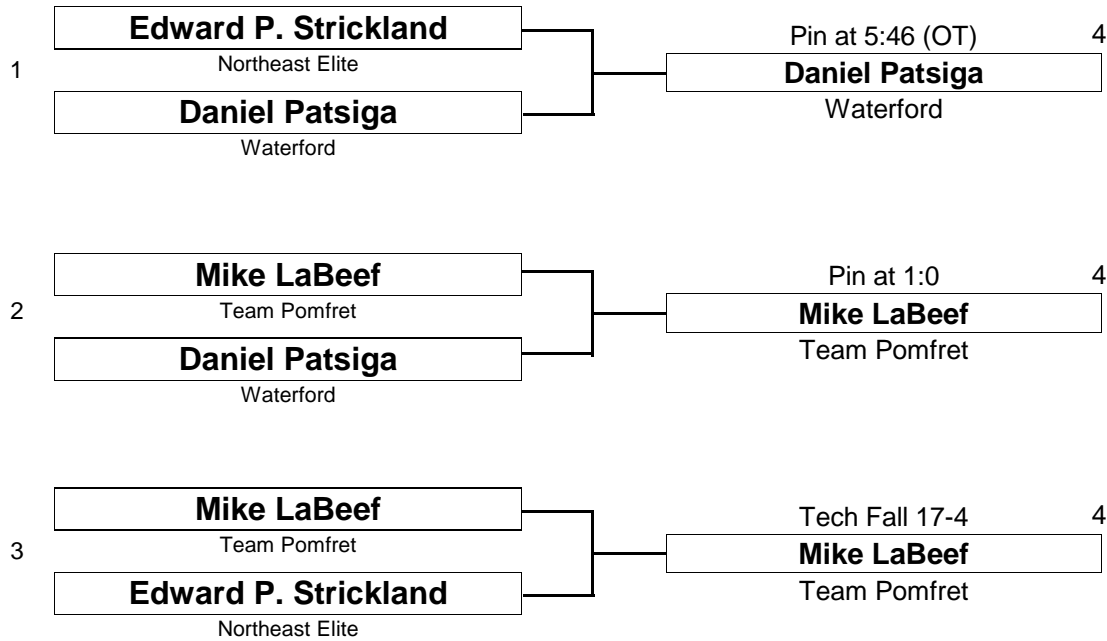 Edward P. Strickland
Northeast Elite
1
Daniel Patsiga
Waterford
Pin at 5:46 (OT) 4
Daniel Patsiga
Waterford
Mike LaBeef
Team Pomfret
2
Daniel Patsiga
Waterford
Pin at 1:0 4
Mike LaBeef
Team Pomfret
Mike LaBeef
Team Pomfret
3
Edward P. Strickland
Northeast Elite
Tech Fall 17-4 4
Mike LaBeef
Team Pomfret